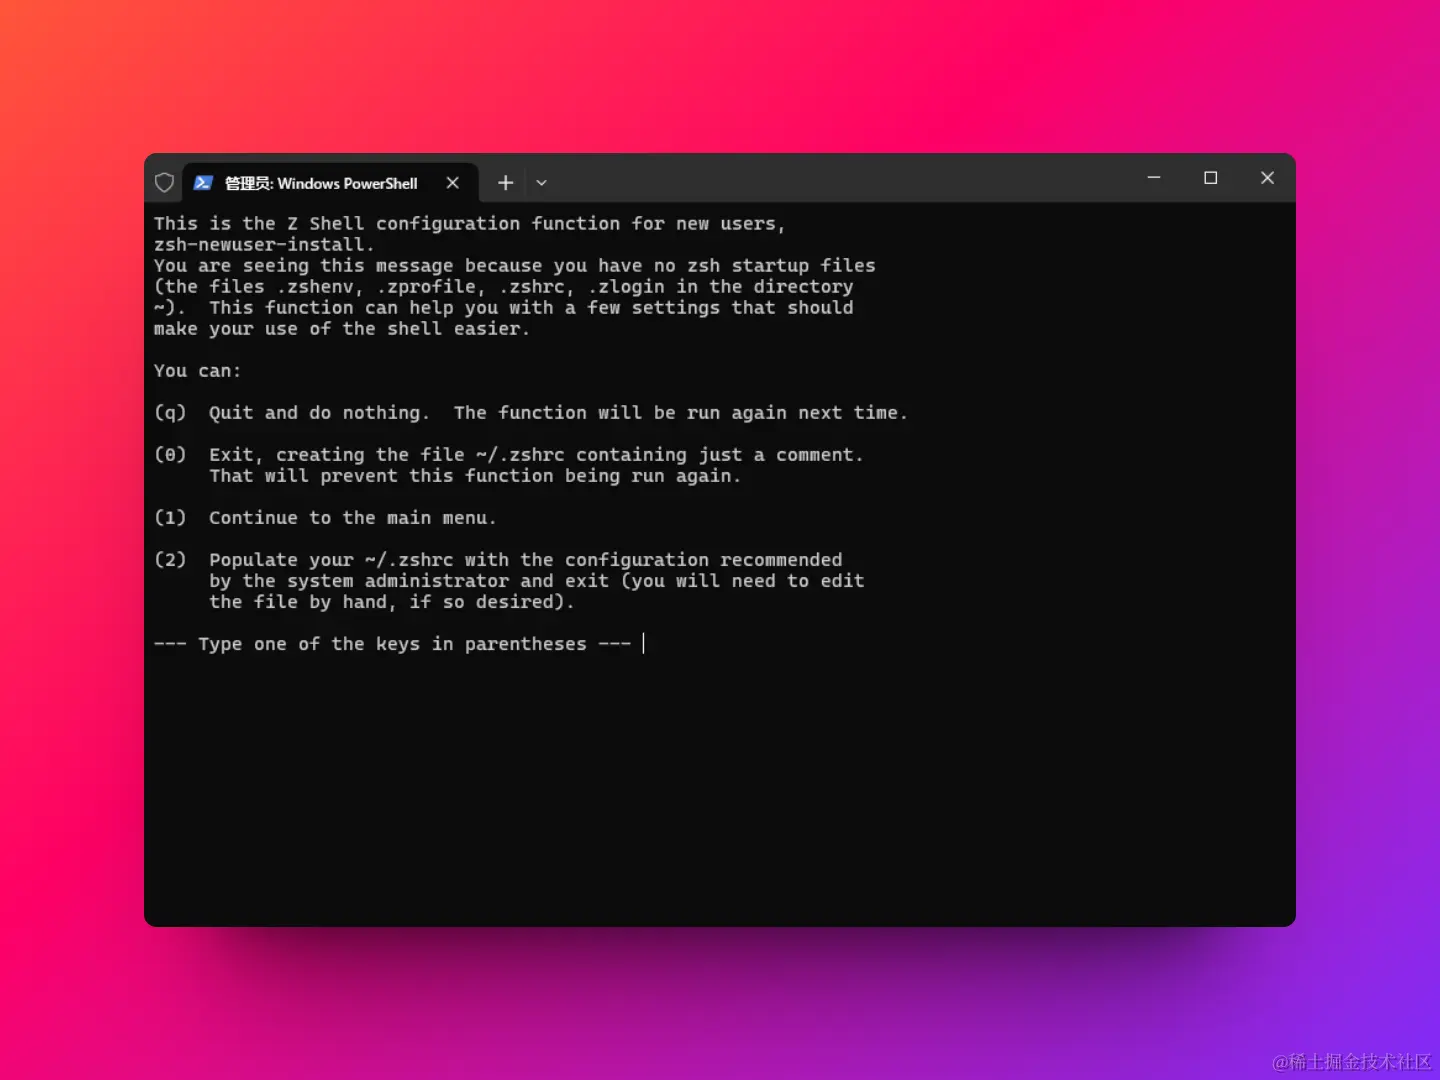 管理员: Windows PowerShell
This is the Z Shell configuration function for new users,
zsh-newuser-install.
You are seeing this message because you have no zsh startup files
(the files .zshenv, .zprofile, .zshrc, .zlogin in the directory
~).  This function can help you with a few settings that should
make your use of the shell easier.
You can:
(q)  Quit and do nothing.  The function will be run again next time.
(0)  Exit, creating the file ~/.zshrc containing just a comment.
That will prevent this function being run again.
(1)  Continue to the main menu.
(2)  Populate your ~/.zshrc with the configuration recommended
by the system administrator and exit (you will need to edit
the file by hand, if so desired).
--- Type one of the keys in parentheses ---
@稀土掘金技术社区